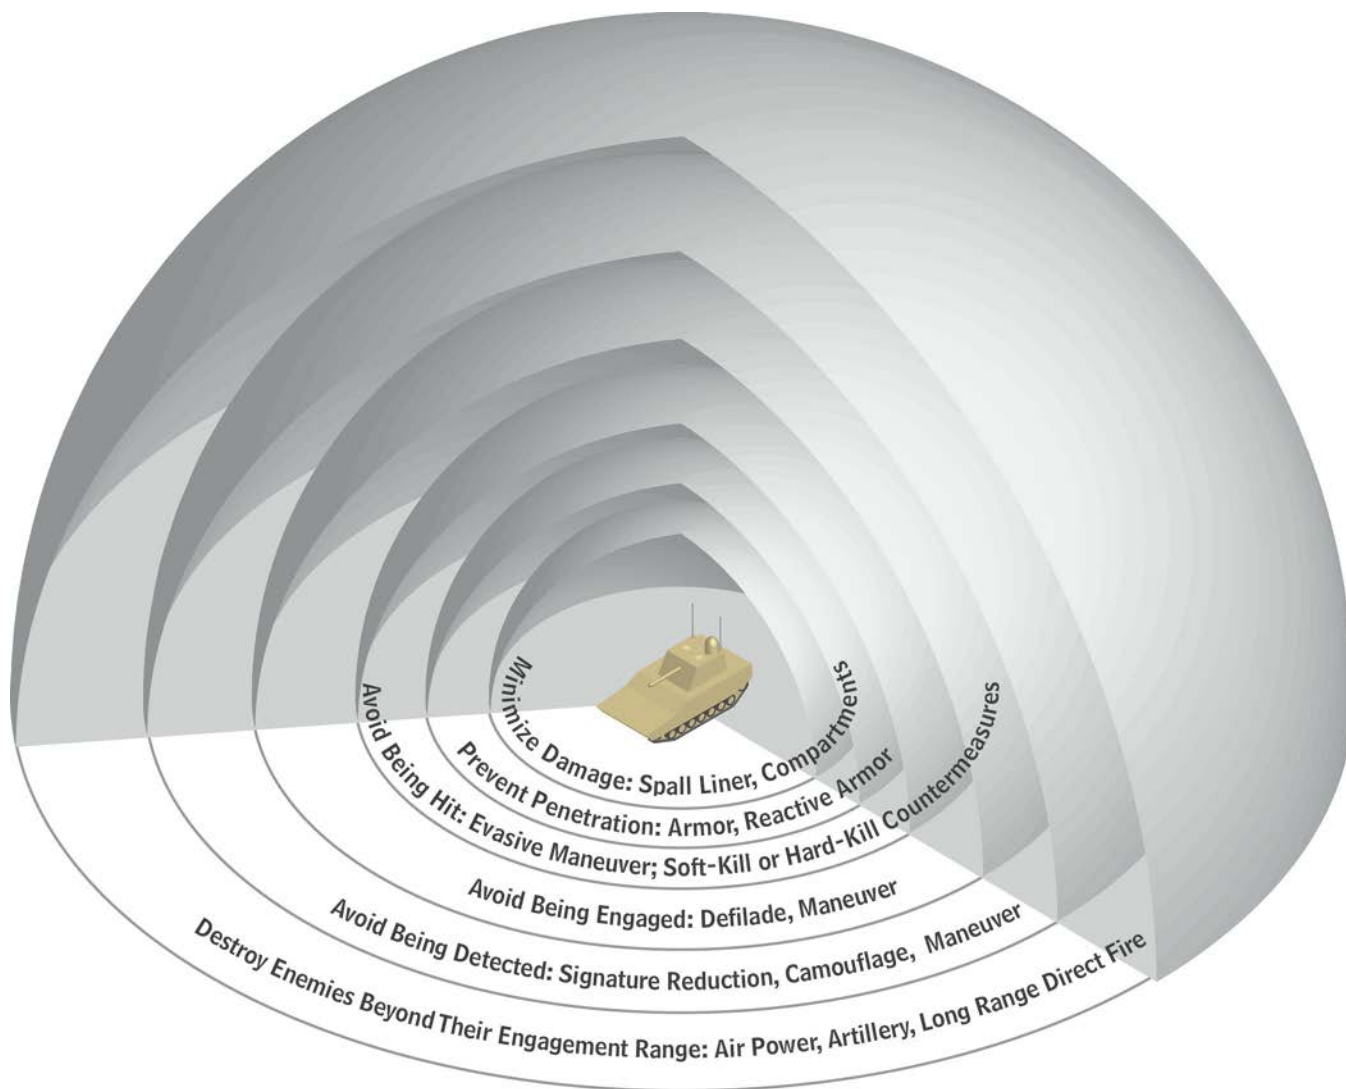 Minimize Damage: Spall Liner, Compartments
Prevent Penetration: Armor, Reactive Armor
Avoid Being Hit: Evasive Maneuver; Soft-Kill or Hard-Kill Countermeasures
Avoid Being Engaged: Defilade, Maneuver
Avoid Being Detected: Signature Reduction, Camouflage, Maneuver
Destroy Enemies Beyond Their Engagement Range: Air Power, Artillery, Long Range Direct Fire